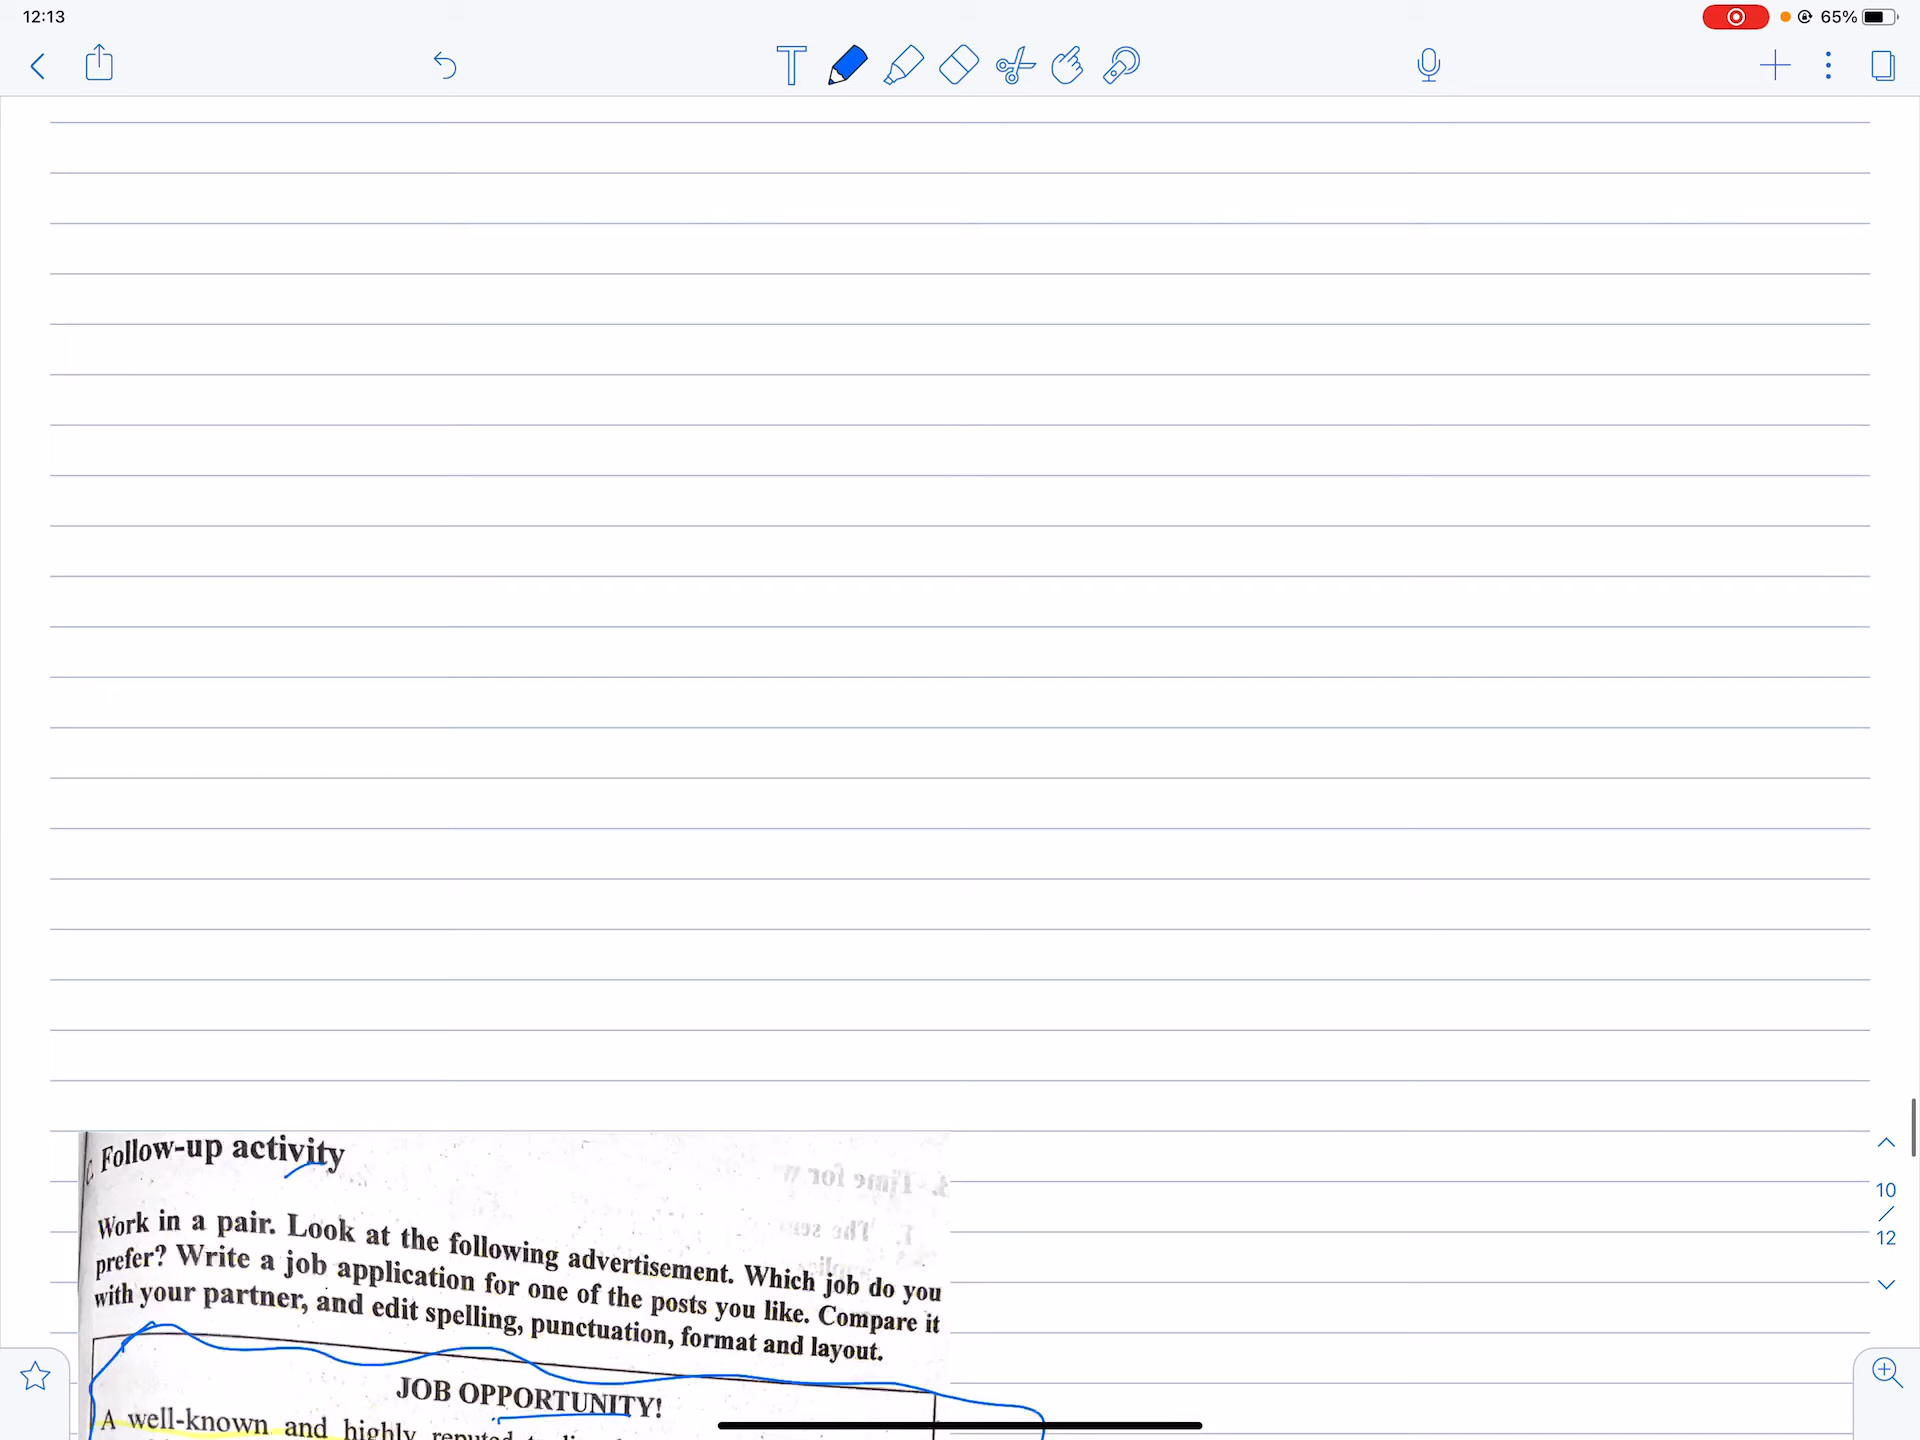 12:13
65%
T
10
/
12
Follow-up activity
Work in a pair. Look at the following advertisement. Which job do you
prefer? Write a job application for one of the posts you like. Compare it
with your partner, and edit spelling, punctuation, format and layout.
JOB OPPORTUNITY!
A well-known and highly reputed